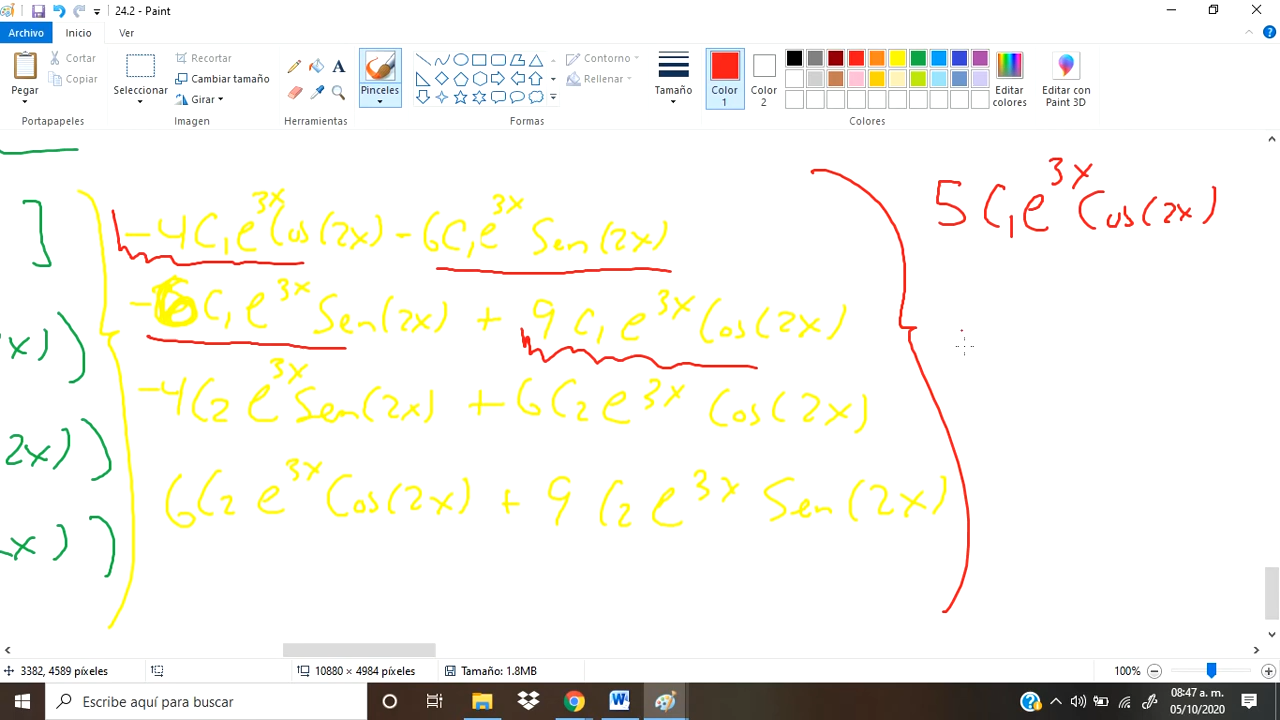 24.2 - Paint
Archivo Inicio Ver
Pegar
Cortar
Copiar
Portapapeles
Seleccionar
Recortar
Cambiar tamaño
Girar
Imagen
A
Herramientas
Pinceles
Contorno
Rellenar
Formas
Tamaño
Color 1
Color 2
Editar colores
Editar con Paint 3D
Colores
]
x)
2x))
x))
-4C₁e^3x Cos(2x) - 6C₁e^3x Sen(2x)
-6C₁e^3x Sen(2x) + 9C₁e^3x Cos(2x)
-4C₂e^3x Sen(2x) + 6C₂e^3x Cos(2x)
6C₂e^3x Cos(2x) + 9C₂e^3x Sen(2x)
5C₁e^3x Cos(2x)
3382, 4589 píxeles 10880 × 4984 píxeles Tamaño: 1.8MB 100%
Escribe aquí para buscar
08:47 a. m.
05/10/2020